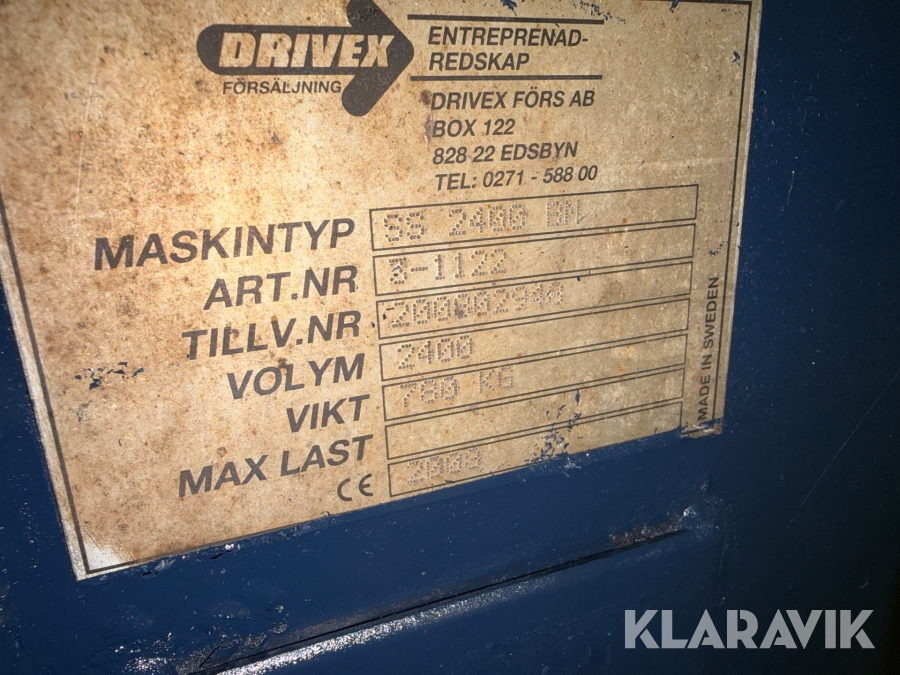 DRIVEX
FÖRSÄLJNING
ENTREPRENAD-
REDSKAP
DRIVEX FÖRS AB
BOX 122
828 22 EDSBYN
TEL: 0271 - 588 00
MASKINTYP SS 2400 BM
ART.NR 3-1122
TILLV.NR
VOLYM 2400
VIKT 780 KG
MAX LAST
CE
MADE IN SWEDEN
KLARAVIK